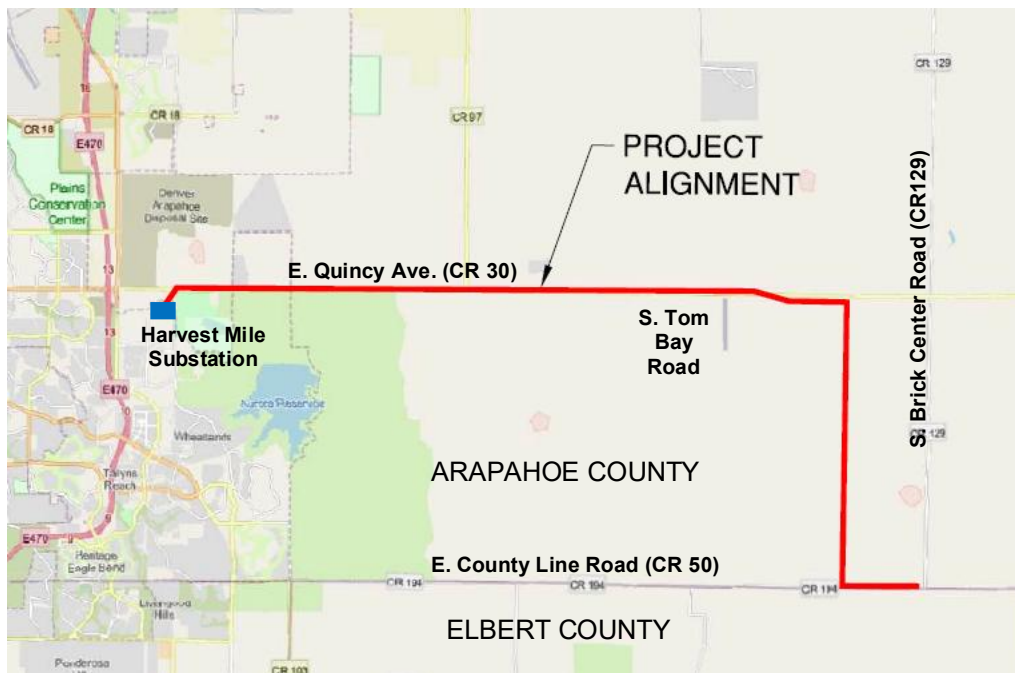 CR 129
16
CR 18
CR 18
CR 97
E470
PROJECT
ALIGNMENT
Plains
Conservation
Center
Denver
Arapahoe
Disposal Site
S. Brick Center Road (CR129)
13
E. Quincy Ave. (CR 30)
Harvest Mile
Substation
S. Tom
Bay
Road
13
E470
Aurora Reservoir
Wheatlands
CR 129
Tallyns
Reach
ARAPAHOE COUNTY
9
E470
9
Heritage
Eagle Bend
E. County Line Road (CR 50)
CR 194
CR 194
CR 194
Livingood
Hills
ELBERT COUNTY
Ponderosa
CR 193